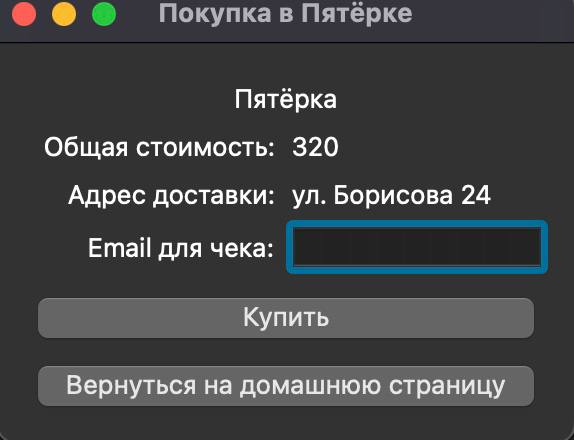 Покупка в Пятёрке
Пятёрка
Общая стоимость: 320
Адрес доставки: ул. Борисова 24
Email для чека:
Купить
Вернуться на домашнюю страницу